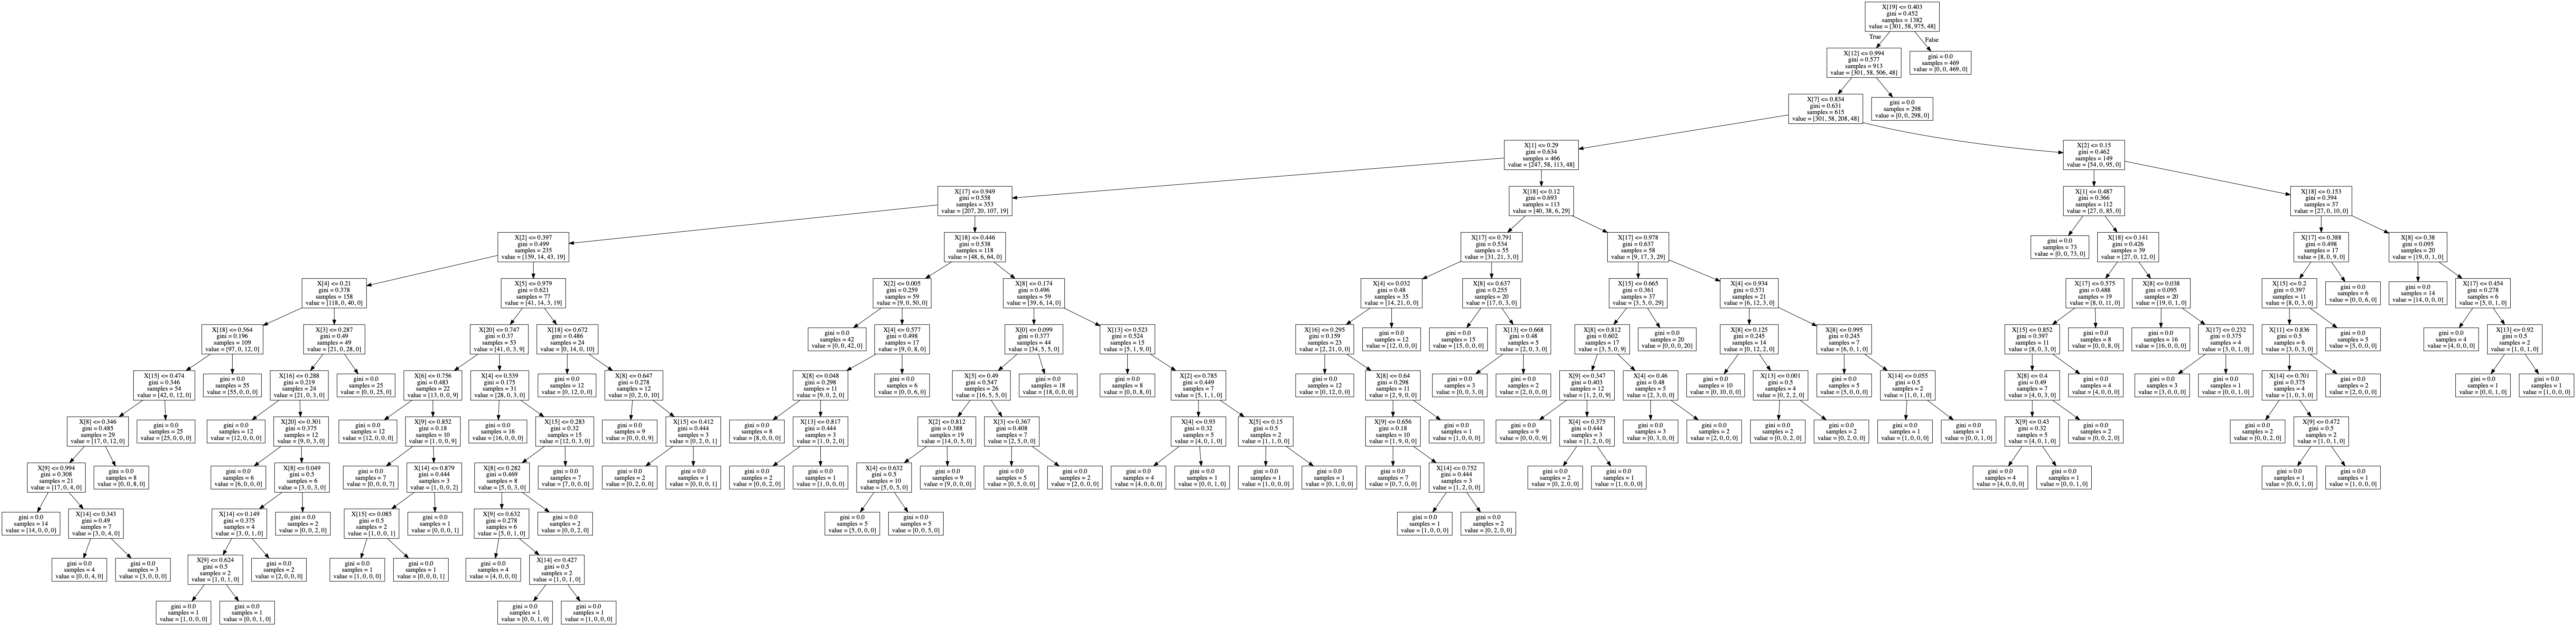 X[19] <= 0.403
gini = 0.452
samples = 1382
value = [301, 58, 975, 48]
True
False
X[12] <= 0.994
gini = 0.577
samples = 913
value = [301, 58, 506, 48]
gini = 0.0
samples = 469
value = [0, 0, 469, 0]
X[7] <= 0.834
gini = 0.631
samples = 615
value = [301, 58, 208, 48]
gini = 0.0
samples = 298
value = [0, 0, 298, 0]
X[1] <= 0.29
gini = 0.634
samples = 466
value = [247, 58, 113, 48]
X[2] <= 0.15
gini = 0.462
samples = 149
value = [54, 0, 95, 0]
X[17] <= 0.949
gini = 0.558
samples = 353
value = [207, 20, 107, 19]
X[18] <= 0.12
gini = 0.693
samples = 113
value = [40, 38, 6, 29]
X[1] <= 0.487
gini = 0.366
samples = 112
value = [27, 0, 85, 0]
X[18] <= 0.153
gini = 0.394
samples = 37
value = [27, 0, 10, 0]
X[2] <= 0.397
gini = 0.499
samples = 235
value = [159, 14, 43, 19]
X[18] <= 0.446
gini = 0.538
samples = 118
value = [48, 6, 64, 0]
X[17] <= 0.791
gini = 0.534
samples = 55
value = [31, 21, 3, 0]
X[17] <= 0.978
gini = 0.637
samples = 58
value = [9, 17, 3, 29]
gini = 0.0
samples = 73
value = [0, 0, 73, 0]
X[18] <= 0.141
gini = 0.426
samples = 39
value = [27, 0, 12, 0]
X[17] <= 0.388
gini = 0.498
samples = 17
value = [8, 0, 9, 0]
X[8] <= 0.38
gini = 0.095
samples = 20
value = [19, 0, 1, 0]
X[4] <= 0.21
gini = 0.378
samples = 158
value = [118, 0, 40, 0]
X[5] <= 0.979
gini = 0.621
samples = 77
value = [41, 14, 3, 19]
X[2] <= 0.005
gini = 0.259
samples = 59
value = [9, 0, 50, 0]
X[8] <= 0.174
gini = 0.496
samples = 59
value = [39, 6, 14, 0]
X[4] <= 0.032
gini = 0.48
samples = 35
value = [14, 21, 0, 0]
X[8] <= 0.637
gini = 0.255
samples = 20
value = [17, 0, 3, 0]
X[15] <= 0.665
gini = 0.361
samples = 37
value = [3, 5, 0, 29]
X[4] <= 0.934
gini = 0.571
samples = 21
value = [6, 12, 3, 0]
X[17] <= 0.575
gini = 0.488
samples = 19
value = [8, 0, 11, 0]
X[8] <= 0.038
gini = 0.095
samples = 20
value = [19, 0, 1, 0]
X[15] <= 0.2
gini = 0.397
samples = 11
value = [8, 0, 3, 0]
gini = 0.0
samples = 6
value = [0, 0, 6, 0]
gini = 0.0
samples = 14
value = [14, 0, 0, 0]
X[17] <= 0.454
gini = 0.278
samples = 6
value = [5, 0, 1, 0]
X[18] <= 0.564
gini = 0.196
samples = 109
value = [97, 0, 12, 0]
X[3] <= 0.287
gini = 0.49
samples = 49
value = [21, 0, 28, 0]
X[20] <= 0.747
gini = 0.37
samples = 53
value = [41, 0, 3, 9]
X[18] <= 0.672
gini = 0.486
samples = 24
value = [0, 14, 0, 10]
gini = 0.0
samples = 42
value = [0, 0, 42, 0]
X[4] <= 0.577
gini = 0.498
samples = 17
value = [9, 0, 8, 0]
X[0] <= 0.099
gini = 0.377
samples = 44
value = [34, 5, 5, 0]
X[13] <= 0.523
gini = 0.524
samples = 15
value = [5, 1, 9, 0]
X[16] <= 0.295
gini = 0.159
samples = 23
value = [2, 21, 0, 0]
gini = 0.0
samples = 12
value = [12, 0, 0, 0]
gini = 0.0
samples = 15
value = [15, 0, 0, 0]
X[13] <= 0.668
gini = 0.48
samples = 5
value = [2, 0, 3, 0]
X[8] <= 0.812
gini = 0.602
samples = 17
value = [3, 5, 0, 9]
gini = 0.0
samples = 20
value = [0, 0, 0, 20]
X[8] <= 0.125
gini = 0.245
samples = 14
value = [0, 12, 2, 0]
X[8] <= 0.995
gini = 0.245
samples = 7
value = [6, 0, 1, 0]
X[15] <= 0.852
gini = 0.397
samples = 11
value = [8, 0, 3, 0]
gini = 0.0
samples = 8
value = [0, 0, 8, 0]
gini = 0.0
samples = 16
value = [16, 0, 0, 0]
X[17] <= 0.232
gini = 0.375
samples = 4
value = [3, 0, 1, 0]
X[11] <= 0.836
gini = 0.5
samples = 6
value = [3, 0, 3, 0]
gini = 0.0
samples = 5
value = [5, 0, 0, 0]
gini = 0.0
samples = 4
value = [4, 0, 0, 0]
X[13] <= 0.92
gini = 0.5
samples = 2
value = [1, 0, 1, 0]
X[15] <= 0.474
gini = 0.346
samples = 54
value = [42, 0, 12, 0]
gini = 0.0
samples = 55
value = [55, 0, 0, 0]
X[16] <= 0.288
gini = 0.219
samples = 24
value = [21, 0, 3, 0]
gini = 0.0
samples = 25
value = [0, 0, 25, 0]
X[6] <= 0.756
gini = 0.483
samples = 22
value = [13, 0, 0, 9]
X[4] <= 0.539
gini = 0.175
samples = 31
value = [28, 0, 3, 0]
gini = 0.0
samples = 12
value = [0, 12, 0, 0]
X[8] <= 0.647
gini = 0.278
samples = 12
value = [0, 2, 0, 10]
X[8] <= 0.048
gini = 0.298
samples = 11
value = [9, 0, 2, 0]
gini = 0.0
samples = 6
value = [0, 0, 6, 0]
X[5] <= 0.49
gini = 0.547
samples = 26
value = [16, 5, 5, 0]
gini = 0.0
samples = 18
value = [18, 0, 0, 0]
gini = 0.0
samples = 8
value = [0, 0, 8, 0]
X[2] <= 0.785
gini = 0.449
samples = 7
value = [5, 1, 1, 0]
gini = 0.0
samples = 12
value = [0, 12, 0, 0]
X[8] <= 0.64
gini = 0.298
samples = 11
value = [2, 9, 0, 0]
gini = 0.0
samples = 3
value = [0, 0, 3, 0]
gini = 0.0
samples = 2
value = [2, 0, 0, 0]
X[9] <= 0.347
gini = 0.403
samples = 12
value = [1, 2, 0, 9]
X[4] <= 0.46
gini = 0.48
samples = 5
value = [2, 3, 0, 0]
gini = 0.0
samples = 10
value = [0, 10, 0, 0]
X[13] <= 0.001
gini = 0.5
samples = 4
value = [0, 2, 2, 0]
gini = 0.0
samples = 5
value = [5, 0, 0, 0]
X[14] <= 0.055
gini = 0.5
samples = 2
value = [1, 0, 1, 0]
X[8] <= 0.4
gini = 0.49
samples = 7
value = [4, 0, 3, 0]
gini = 0.0
samples = 4
value = [4, 0, 0, 0]
gini = 0.0
samples = 3
value = [3, 0, 0, 0]
gini = 0.0
samples = 1
value = [0, 0, 1, 0]
X[14] <= 0.701
gini = 0.375
samples = 4
value = [1, 0, 3, 0]
gini = 0.0
samples = 2
value = [2, 0, 0, 0]
gini = 0.0
samples = 1
value = [0, 0, 1, 0]
gini = 0.0
samples = 1
value = [1, 0, 0, 0]
X[8] <= 0.346
gini = 0.485
samples = 29
value = [17, 0, 12, 0]
gini = 0.0
samples = 25
value = [25, 0, 0, 0]
gini = 0.0
samples = 12
value = [12, 0, 0, 0]
X[20] <= 0.301
gini = 0.375
samples = 12
value = [9, 0, 3, 0]
gini = 0.0
samples = 12
value = [12, 0, 0, 0]
X[9] <= 0.852
gini = 0.18
samples = 10
value = [1, 0, 0, 9]
gini = 0.0
samples = 16
value = [16, 0, 0, 0]
X[15] <= 0.283
gini = 0.32
samples = 15
value = [12, 0, 3, 0]
gini = 0.0
samples = 9
value = [0, 0, 0, 9]
X[15] <= 0.412
gini = 0.444
samples = 3
value = [0, 2, 0, 1]
gini = 0.0
samples = 8
value = [8, 0, 0, 0]
X[13] <= 0.817
gini = 0.444
samples = 3
value = [1, 0, 2, 0]
X[2] <= 0.812
gini = 0.388
samples = 19
value = [14, 0, 5, 0]
X[3] <= 0.367
gini = 0.408
samples = 7
value = [2, 5, 0, 0]
X[4] <= 0.93
gini = 0.32
samples = 5
value = [4, 0, 1, 0]
X[5] <= 0.15
gini = 0.5
samples = 2
value = [1, 1, 0, 0]
X[9] <= 0.656
gini = 0.18
samples = 10
value = [1, 9, 0, 0]
gini = 0.0
samples = 1
value = [1, 0, 0, 0]
gini = 0.0
samples = 9
value = [0, 0, 0, 9]
X[4] <= 0.375
gini = 0.444
samples = 3
value = [1, 2, 0, 0]
gini = 0.0
samples = 3
value = [0, 3, 0, 0]
gini = 0.0
samples = 2
value = [2, 0, 0, 0]
gini = 0.0
samples = 2
value = [0, 0, 2, 0]
gini = 0.0
samples = 2
value = [0, 2, 0, 0]
gini = 0.0
samples = 1
value = [1, 0, 0, 0]
gini = 0.0
samples = 1
value = [0, 0, 1, 0]
X[9] <= 0.43
gini = 0.32
samples = 5
value = [4, 0, 1, 0]
gini = 0.0
samples = 2
value = [0, 0, 2, 0]
gini = 0.0
samples = 2
value = [0, 0, 2, 0]
X[9] <= 0.472
gini = 0.5
samples = 2
value = [1, 0, 1, 0]
X[9] <= 0.994
gini = 0.308
samples = 21
value = [17, 0, 4, 0]
gini = 0.0
samples = 8
value = [0, 0, 8, 0]
gini = 0.0
samples = 6
value = [6, 0, 0, 0]
X[8] <= 0.049
gini = 0.5
samples = 6
value = [3, 0, 3, 0]
gini = 0.0
samples = 7
value = [0, 0, 0, 7]
X[14] <= 0.879
gini = 0.444
samples = 3
value = [1, 0, 0, 2]
X[8] <= 0.282
gini = 0.469
samples = 8
value = [5, 0, 3, 0]
gini = 0.0
samples = 7
value = [7, 0, 0, 0]
gini = 0.0
samples = 2
value = [0, 2, 0, 0]
gini = 0.0
samples = 1
value = [0, 0, 0, 1]
gini = 0.0
samples = 2
value = [0, 0, 2, 0]
gini = 0.0
samples = 1
value = [1, 0, 0, 0]
X[4] <= 0.632
gini = 0.5
samples = 10
value = [5, 0, 5, 0]
gini = 0.0
samples = 9
value = [9, 0, 0, 0]
gini = 0.0
samples = 5
value = [0, 5, 0, 0]
gini = 0.0
samples = 2
value = [2, 0, 0, 0]
gini = 0.0
samples = 4
value = [4, 0, 0, 0]
gini = 0.0
samples = 1
value = [0, 0, 1, 0]
gini = 0.0
samples = 1
value = [1, 0, 0, 0]
gini = 0.0
samples = 1
value = [0, 1, 0, 0]
gini = 0.0
samples = 7
value = [0, 7, 0, 0]
X[14] <= 0.752
gini = 0.444
samples = 3
value = [1, 2, 0, 0]
gini = 0.0
samples = 2
value = [0, 2, 0, 0]
gini = 0.0
samples = 1
value = [1, 0, 0, 0]
gini = 0.0
samples = 4
value = [4, 0, 0, 0]
gini = 0.0
samples = 1
value = [0, 0, 1, 0]
gini = 0.0
samples = 1
value = [0, 0, 1, 0]
gini = 0.0
samples = 1
value = [1, 0, 0, 0]
gini = 0.0
samples = 14
value = [14, 0, 0, 0]
X[14] <= 0.343
gini = 0.49
samples = 7
value = [3, 0, 4, 0]
X[14] <= 0.149
gini = 0.375
samples = 4
value = [3, 0, 1, 0]
gini = 0.0
samples = 2
value = [0, 0, 2, 0]
X[15] <= 0.085
gini = 0.5
samples = 2
value = [1, 0, 0, 1]
gini = 0.0
samples = 1
value = [0, 0, 0, 1]
X[9] <= 0.632
gini = 0.278
samples = 6
value = [5, 0, 1, 0]
gini = 0.0
samples = 2
value = [0, 0, 2, 0]
gini = 0.0
samples = 5
value = [5, 0, 0, 0]
gini = 0.0
samples = 5
value = [0, 0, 5, 0]
gini = 0.0
samples = 1
value = [1, 0, 0, 0]
gini = 0.0
samples = 2
value = [0, 2, 0, 0]
gini = 0.0
samples = 4
value = [0, 0, 4, 0]
gini = 0.0
samples = 3
value = [3, 0, 0, 0]
X[9] <= 0.624
gini = 0.5
samples = 2
value = [1, 0, 1, 0]
gini = 0.0
samples = 2
value = [2, 0, 0, 0]
gini = 0.0
samples = 1
value = [1, 0, 0, 0]
gini = 0.0
samples = 1
value = [0, 0, 0, 1]
gini = 0.0
samples = 4
value = [4, 0, 0, 0]
X[14] <= 0.427
gini = 0.5
samples = 2
value = [1, 0, 1, 0]
gini = 0.0
samples = 1
value = [1, 0, 0, 0]
gini = 0.0
samples = 1
value = [0, 0, 1, 0]
gini = 0.0
samples = 1
value = [0, 0, 1, 0]
gini = 0.0
samples = 1
value = [1, 0, 0, 0]